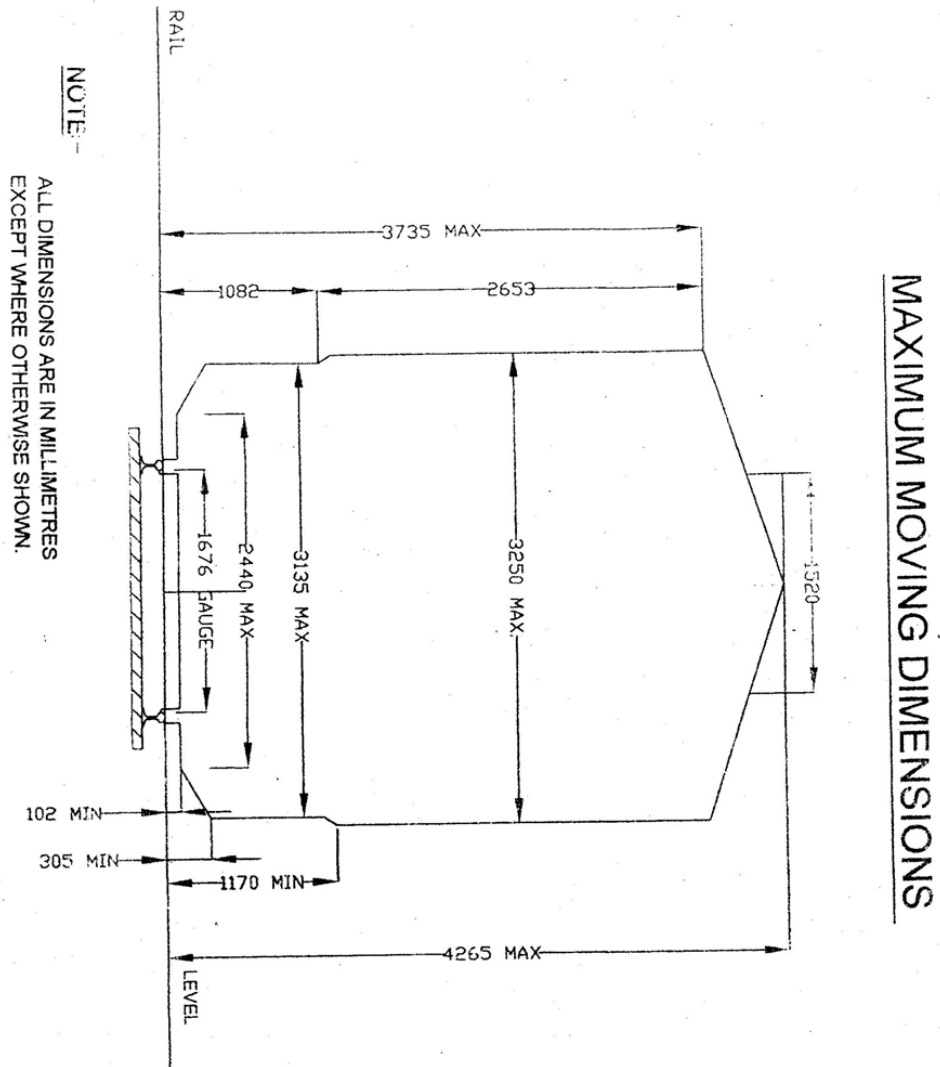 MAXIMUM MOVING DIMENSIONS
4265 MAX
LEVEL
1520
3250 MAX.
3135 MAX
2440 MAX
1676 GAUGE
3735 MAX
2653
1082
1170 MIN
305 MIN
102 MIN
RAIL
NOTE:-
ALL DIMENSIONS ARE IN MILLIMETRES
EXCEPT WHERE OTHERWISE SHOWN.